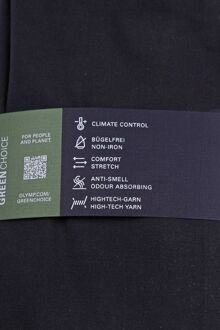 GREEN CHOICE
FOR PEOPLE
AND PLANET.
OLYMP.COM/
GREENCHOICE
CLIMATE CONTROL
BÜGELFREI
NON-IRON
COMFORT
STRETCH
ANTI-SMELL
ODOUR ABSORBING
HIGHTECH-GARN
HIGH-TECH YARN